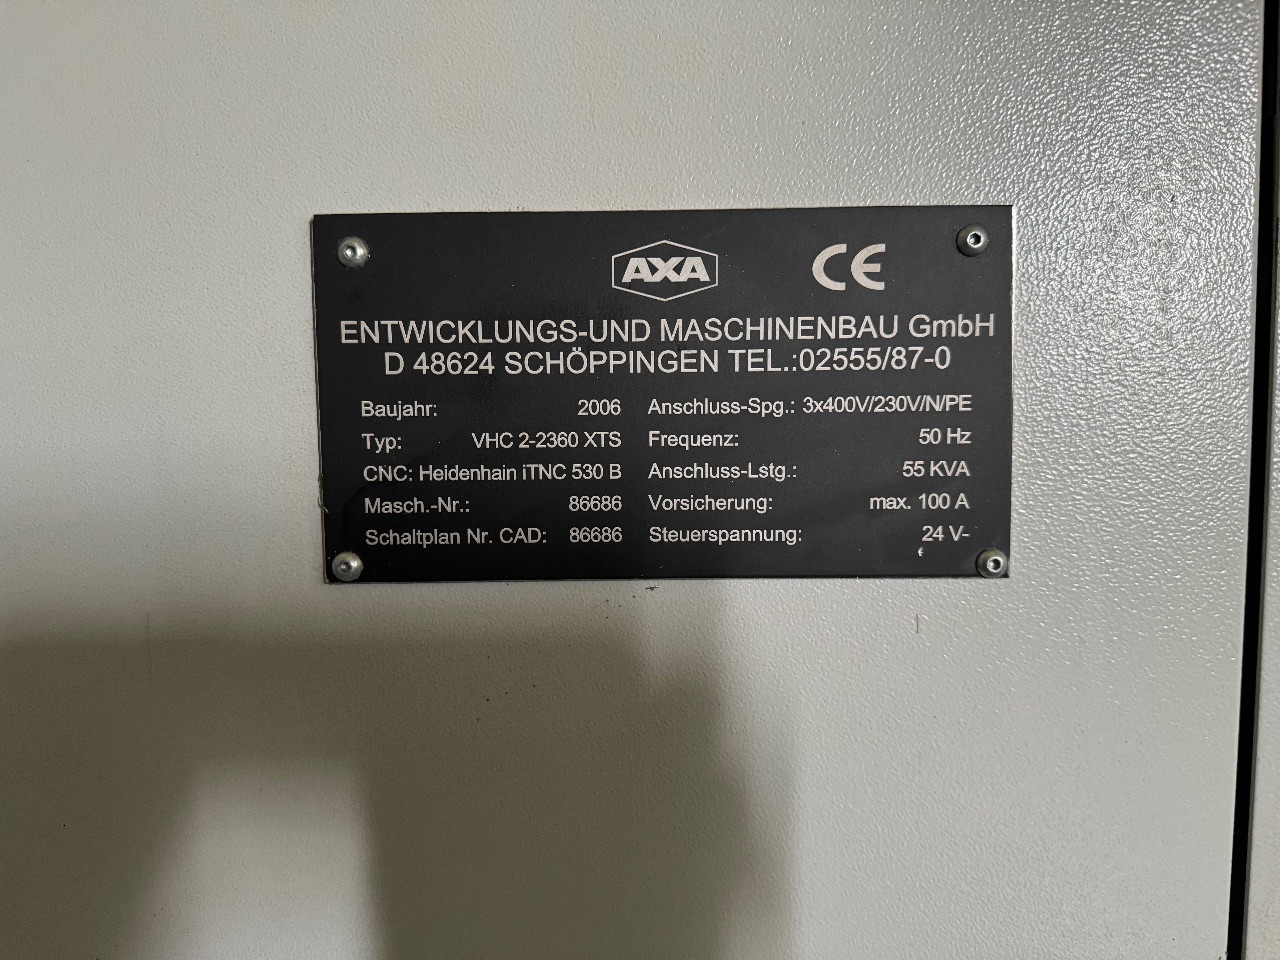 AXA CE
ENTWICKLUNGS-UND MASCHINENBAU GmbH
D 48624 SCHÖPPINGEN TEL.:02555/87-0
Baujahr: 2006 Anschluss-Spg.: 3x400V/230V/N/PE
Typ: VHC 2-2360 XTS Frequenz: 50 Hz
CNC: Heidenhain iTNC 530 B Anschluss-Lstg.: 55 KVA
Masch.-Nr.: 86686 Vorsicherung: max. 100 A
Schaltplan Nr. CAD: 86686 Steuerspannung: 24 V-